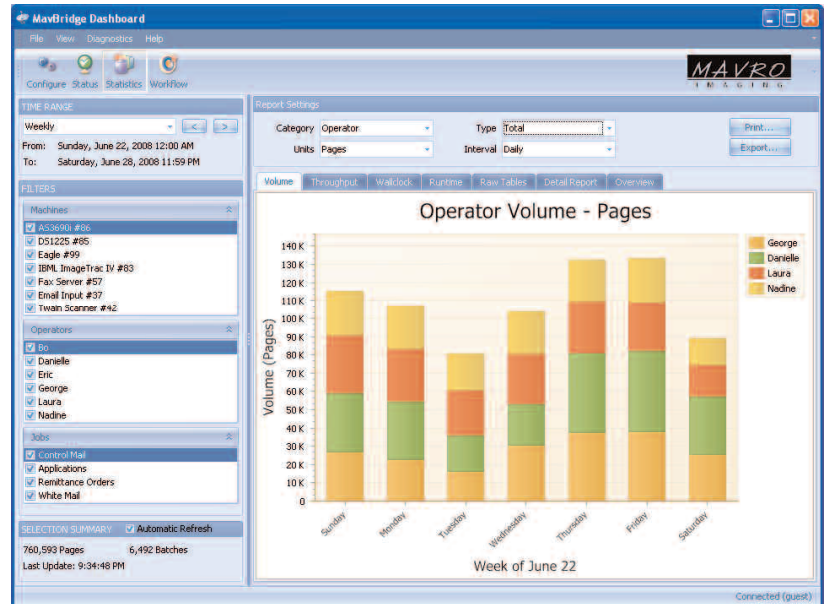 MavBridge Dashboard
File View Diagnostics Help
Configure Status Statistics Workflow
MAVRO
IMAGING
TIME RANGE
Weekly < >
From: Sunday, June 22, 2008 12:00 AM
To: Saturday, June 28, 2008 11:59 PM
FILTERS
Machines
AS3690i #86
DS1225 #85
Eagle #99
IBML ImageTrac IV #83
Fax Server #57
Email Input #37
Twain Scanner #42
Operators
Bo
Danielle
Eric
George
Laura
Nadine
Jobs
Control Mail
Applications
Remittance Orders
White Mail
SELECTION SUMMARY Automatic Refresh
760,593 Pages 6,492 Batches
Last Update: 9:34:48 PM
Report Settings
Category Operator Type Total Print...
Units Pages Interval Daily Export...
Volume Throughput Wallclock Runtime Raw Tables Detail Report Overview
Operator Volume - Pages
Volume (Pages)
140 K
130 K
120 K
110 K
100 K
90 K
80 K
70 K
60 K
50 K
40 K
30 K
20 K
10 K
0
Sunday Monday Tuesday Wednesday Thursday Friday Saturday
Week of June 22
George
Danielle
Laura
Nadine
Connected (guest)